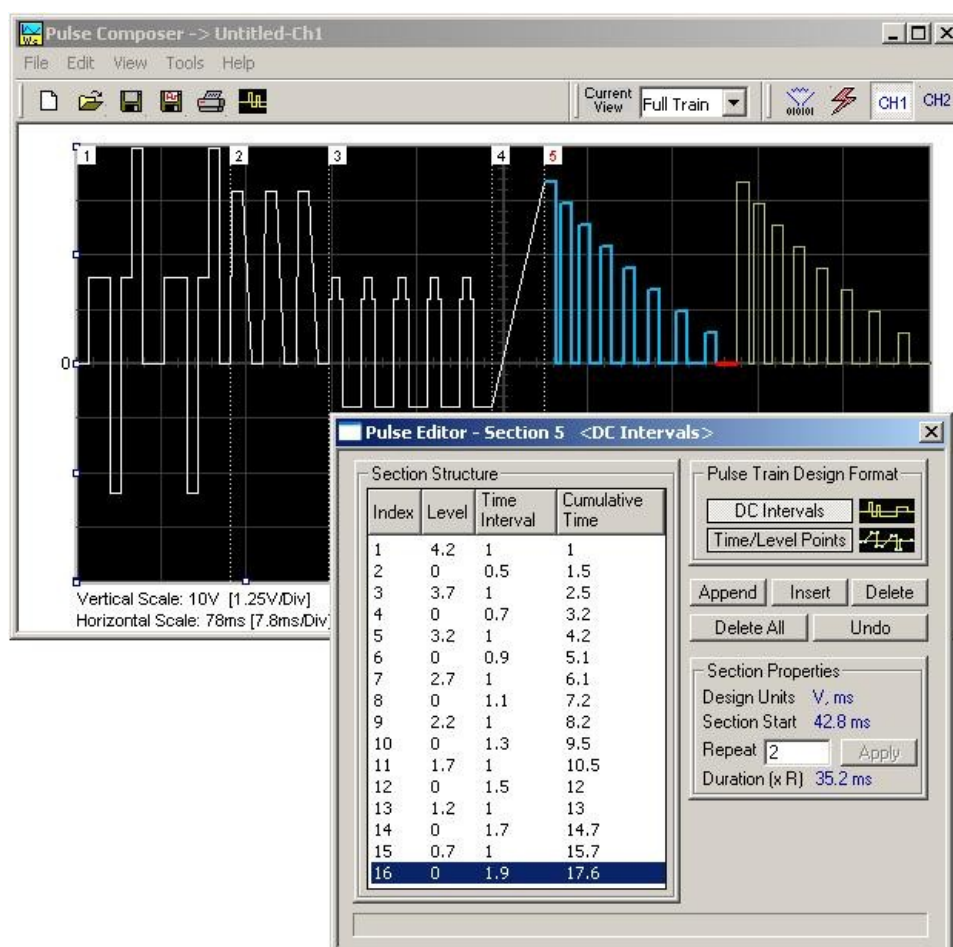 Pulse Composer -> Untitled-Ch1
File Edit View Tools Help
Current View Full Train
010101
CH1 CH2
1 2 3 4 5
0
Vertical Scale: 10V [1.25V/Div]
Horizontal Scale: 78ms [7.8ms/Div]
Pulse Editor - Section 5 <DC Intervals>
Section Structure
Index Level Time Interval Cumulative Time
1 4.2 1 1
2 0 0.5 1.5
3 3.7 1 2.5
4 0 0.7 3.2
5 3.2 1 4.2
6 0 0.9 5.1
7 2.7 1 6.1
8 0 1.1 7.2
9 2.2 1 8.2
10 0 1.3 9.5
11 1.7 1 10.5
12 0 1.5 12
13 1.2 1 13
14 0 1.7 14.7
15 0.7 1 15.7
16 0 1.9 17.6
Pulse Train Design Format
DC Intervals
Time/Level Points
Append Insert Delete
Delete All Undo
Section Properties
Design Units V, ms
Section Start 42.8 ms
Repeat 2 Apply
Duration (x R) 35.2 ms